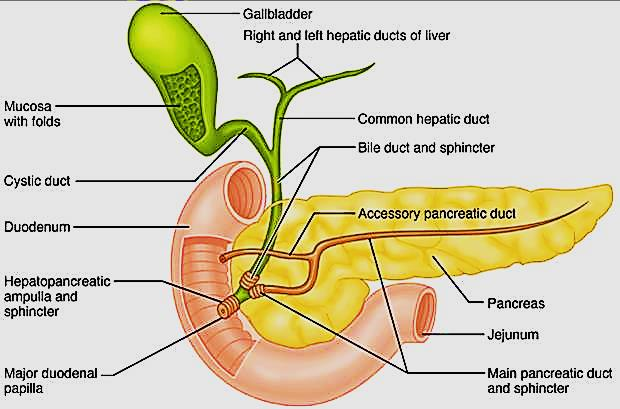 Gallbladder
Right and left hepatic ducts of liver
Mucosa
with folds
Common hepatic duct
Bile duct and sphincter
Cystic duct
Accessory pancreatic duct
Duodenum
Hepatopancreatic
ampulla and
sphincter
Pancreas
Jejunum
Major duodenal
papilla
Main pancreatic duct
and sphincter